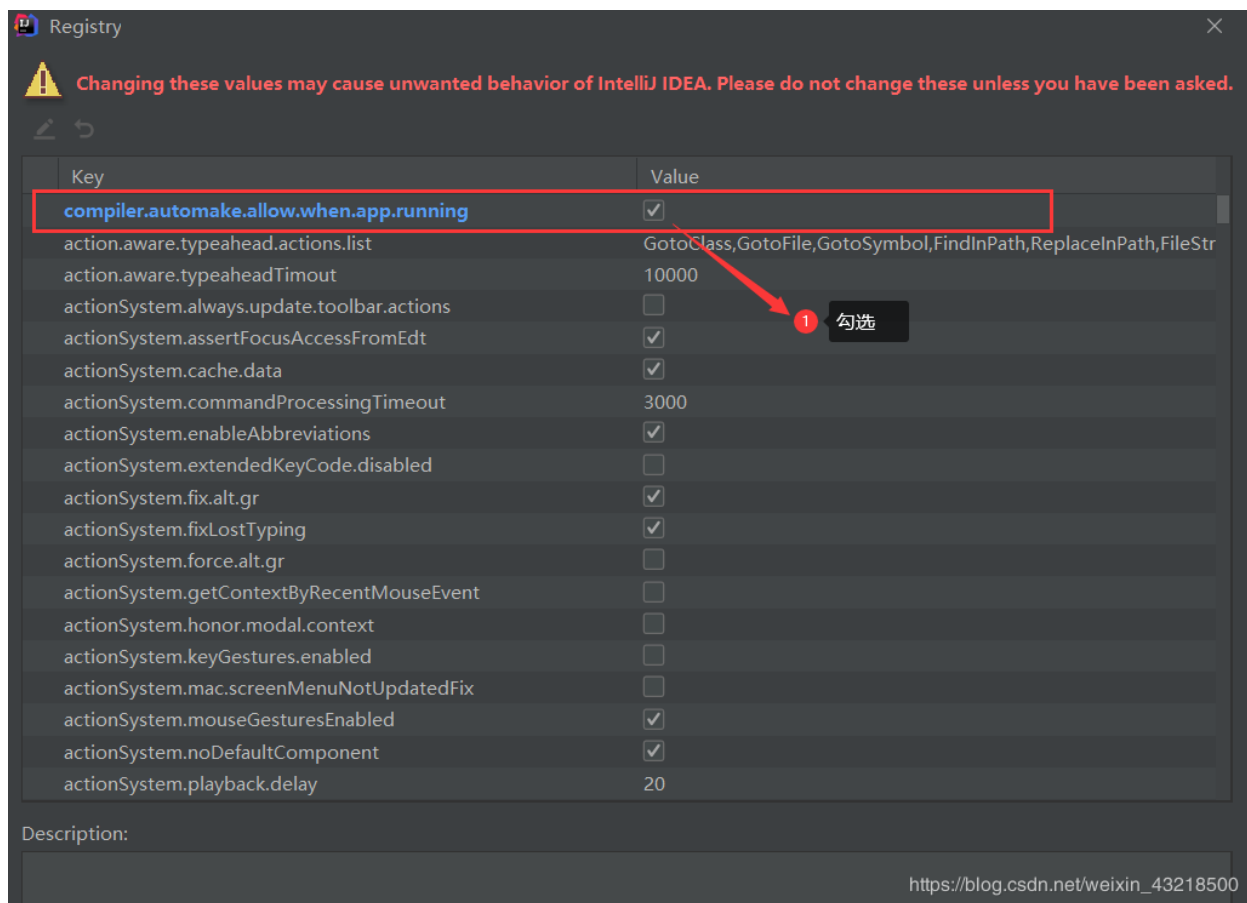 Registry
Changing these values may cause unwanted behavior of IntelliJ IDEA. Please do not change these unless you have been asked.
Key Value
compiler.automake.allow.when.app.running
action.aware.typeahead.actions.list GotoClass,GotoFile,GotoSymbol,FindInPath,ReplaceInPath,FileStr
action.aware.typeaheadTimout 10000
actionSystem.always.update.toolbar.actions
1 勾选
actionSystem.assertFocusAccessFromEdt
actionSystem.cache.data
actionSystem.commandProcessingTimeout 3000
actionSystem.enableAbbreviations
actionSystem.extendedKeyCode.disabled
actionSystem.fix.alt.gr
actionSystem.fixLostTyping
actionSystem.force.alt.gr
actionSystem.getContextByRecentMouseEvent
actionSystem.honor.modal.context
actionSystem.keyGestures.enabled
actionSystem.mac.screenMenuNotUpdatedFix
actionSystem.mouseGesturesEnabled
actionSystem.noDefaultComponent
actionSystem.playback.delay 20
Description:
https://blog.csdn.net/weixin_43218500